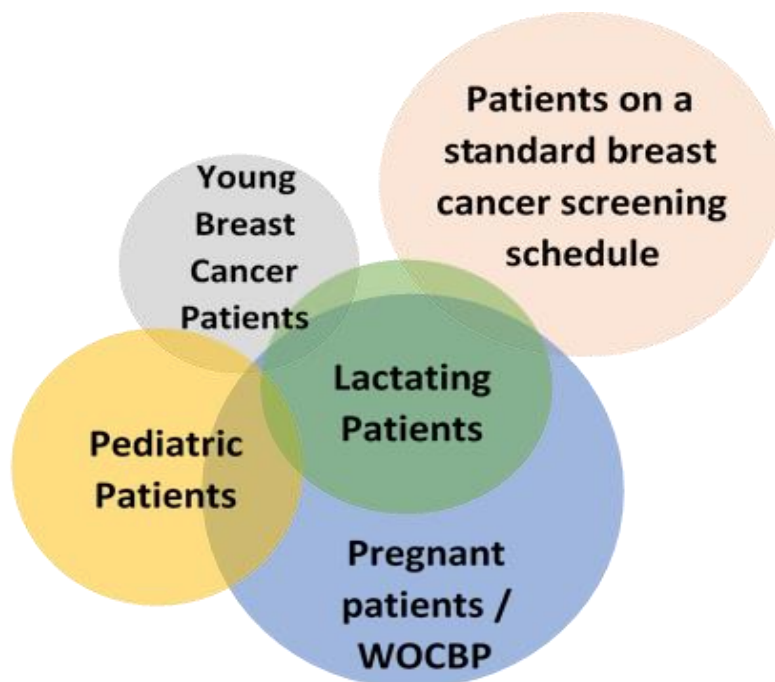 Patients on a
standard breast
cancer screening
schedule
Young
Breast
Cancer
Patients
Lactating
Patients
Pediatric
Patients
Pregnant
patients /
WOCBP